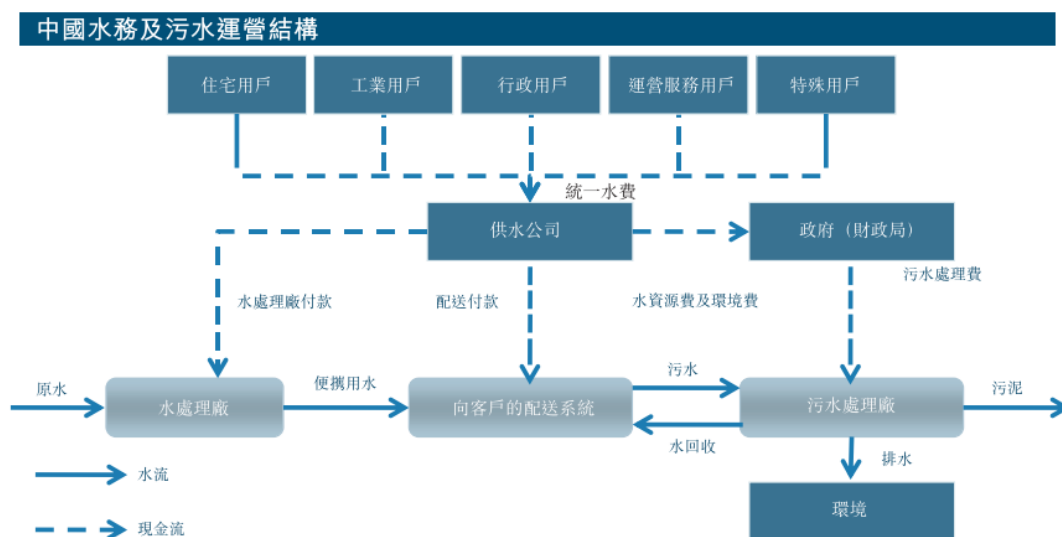 中國水務及污水運營結構
住宅用戶
工業用戶
行政用戶
運營服務用戶
特殊用戶
統一水費
供水公司
政府（財政局）
污水處理費
水處理廠付款
配送付款
水資源費及環境費
原水
水處理廠
便攜用水
向客戶的配送系統
污水
水回收
污水處理廠
污泥
排水
環境
水流
現金流